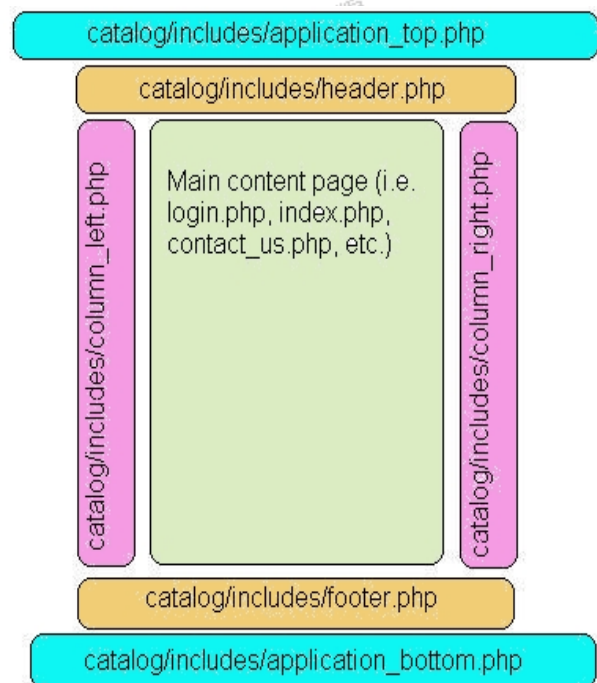 catalog/includes/application_top.php
catalog/includes/header.php
catalog/includes/column_left.php
Main content page (i.e.
login.php, index.php,
contact_us.php, etc.)
catalog/includes/column_right.php
catalog/includes/footer.php
catalog/includes/application_bottom.php